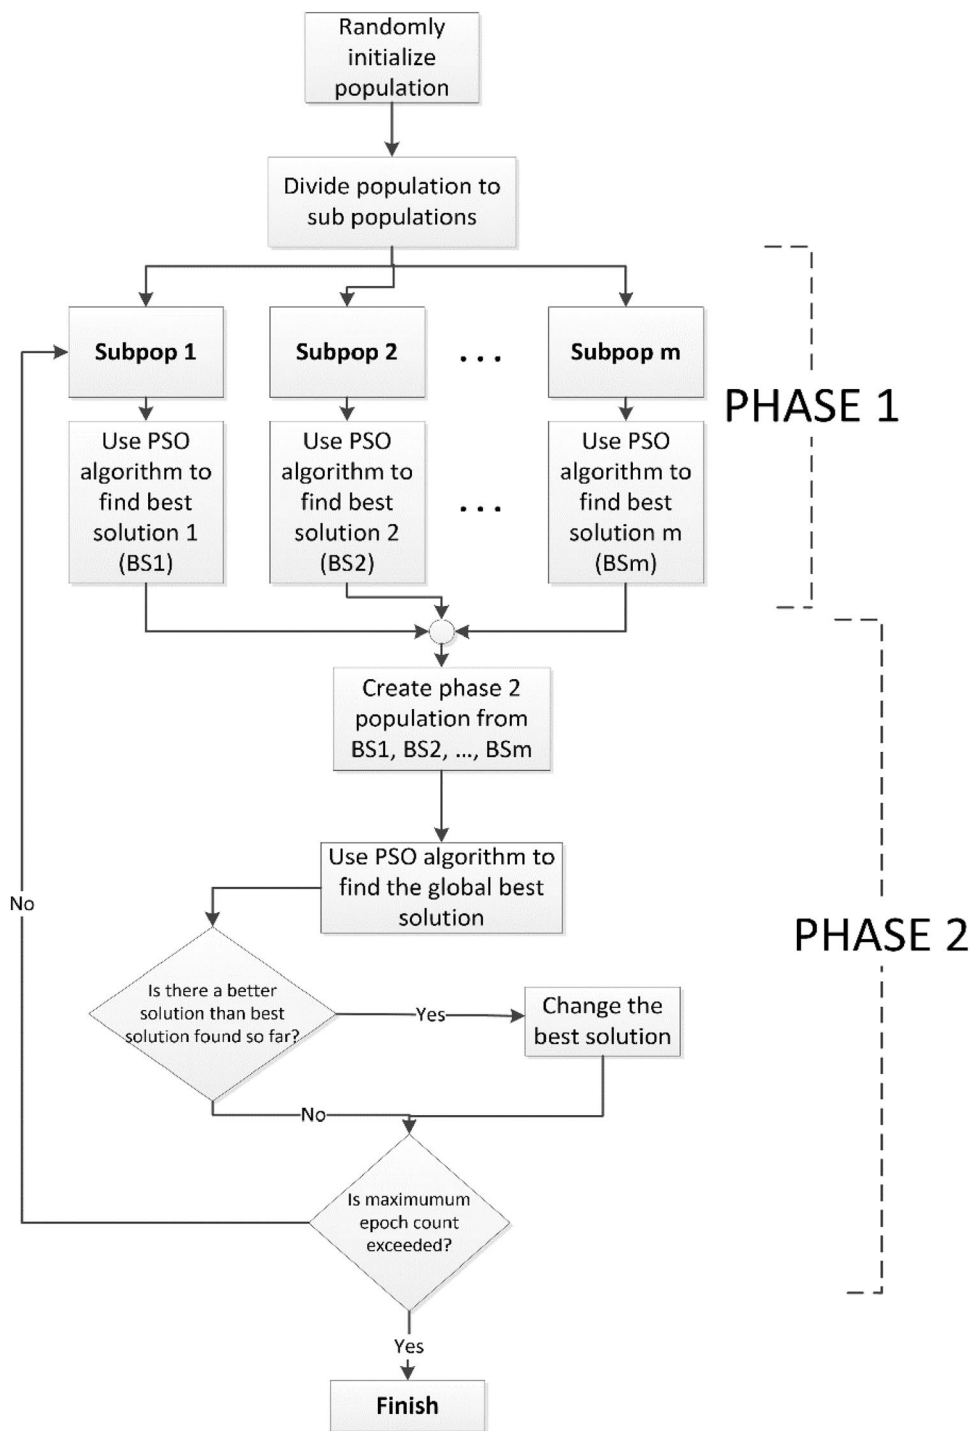 Randomly
initialize
population
Divide population to
sub populations
Subpop 1
Subpop 2
...
Subpop m
PHASE 1
Use PSO
algorithm to
find best
solution 1
(BS1)
Use PSO
algorithm to
find best
solution 2
(BS2)
...
Use PSO
algorithm to
find best
solution m
(BSm)
Create phase 2
population from
BS1, BS2, ..., BSm
Use PSO algorithm to
find the global best
solution
No
PHASE 2
Is there a better
solution than best
solution found so far?
Yes
Change the
best solution
No
Is maximumum
epoch count
exceeded?
Yes
Finish